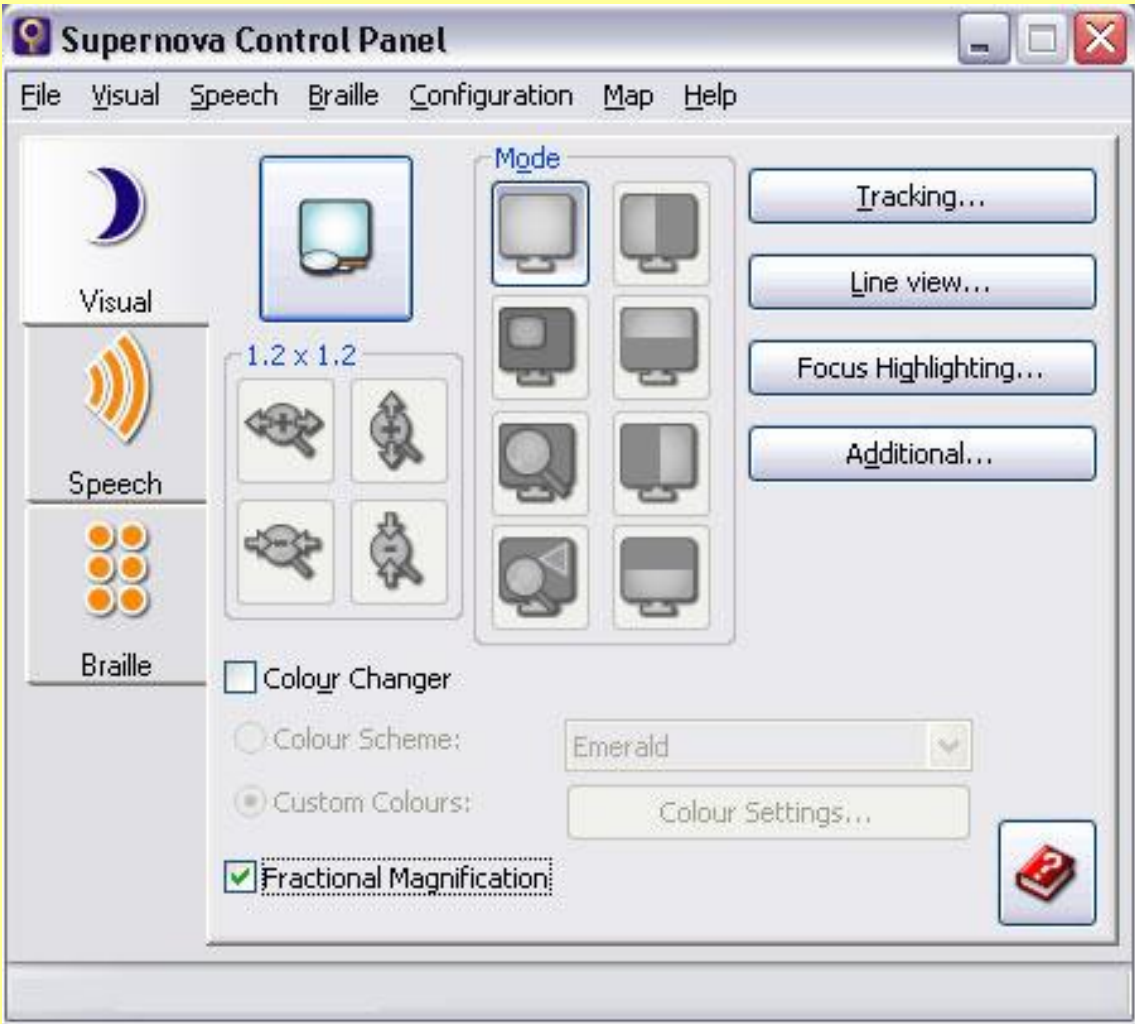 Supernova Control Panel
File Visual Speech Braille Configuration Map Help
Visual
Speech
Braille
1.2 x 1.2
Mode
Tracking...
Line view...
Focus Highlighting...
Additional...
Colour Changer
Colour Scheme: Emerald
Custom Colours: Colour Settings...
Fractional Magnification
?